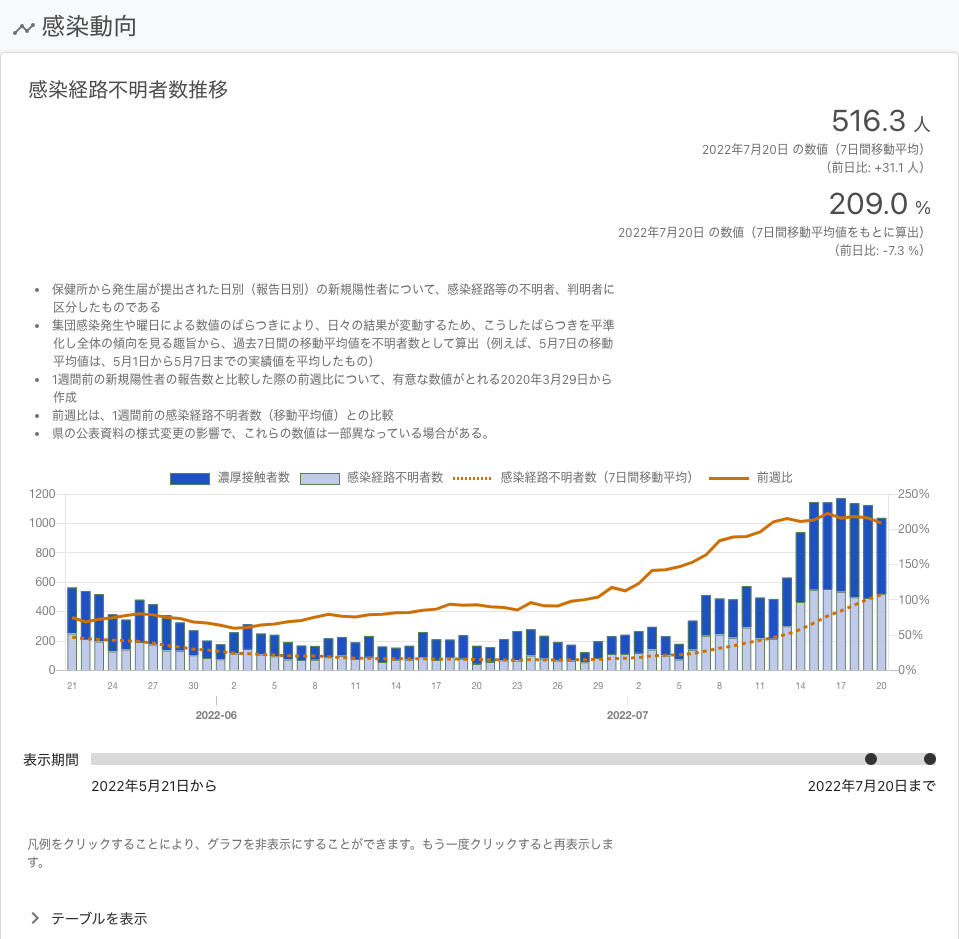 感染動向
感染経路不明者数推移
516.3 人
2022年7月20日 の数値（7日間移動平均）
（前日比: +31.1 人）
209.0 %
2022年7月20日 の数値（7日間移動平均値をもとに算出）
（前日比: -7.3 %）
• 保健所から発生届が提出された日別（報告日別）の新規陽性者について、感染経路等の不明者、判明者に
区分したものである
• 集団感染発生や曜日による数値のばらつきにより、日々の結果が変動するため、こうしたばらつきを平準
化し全体の傾向を見る趣旨から、過去7日間の移動平均値を不明者数として算出（例えば、5月7日の移動
平均値は、5月1日から5月7日までの実績値を平均したもの）
• 1週間前の新規陽性者の報告数と比較した際の前週比について、有意な数値がとれる2020年3月29日から
作成
• 前週比は、1週間前の感染経路不明者数（移動平均値）との比較
• 県の公表資料の様式変更の影響で、これらの数値は一部異なっている場合がある。
濃厚接触者数 感染経路不明者数 感染経路不明者数（7日間移動平均） 前週比
1200 250%
1000 200%
800 150%
600 100%
400 50%
200 0%
0
21 24 27 30 2 5 8 11 14 17 20 23 26 29 2 5 8 11 14 17 20
2022-06 2022-07
表示期間
2022年5月21日から 2022年7月20日まで
凡例をクリックすることにより、グラフを非表示にすることができます。もう一度クリックすると再表示しま
す。
テーブルを表示